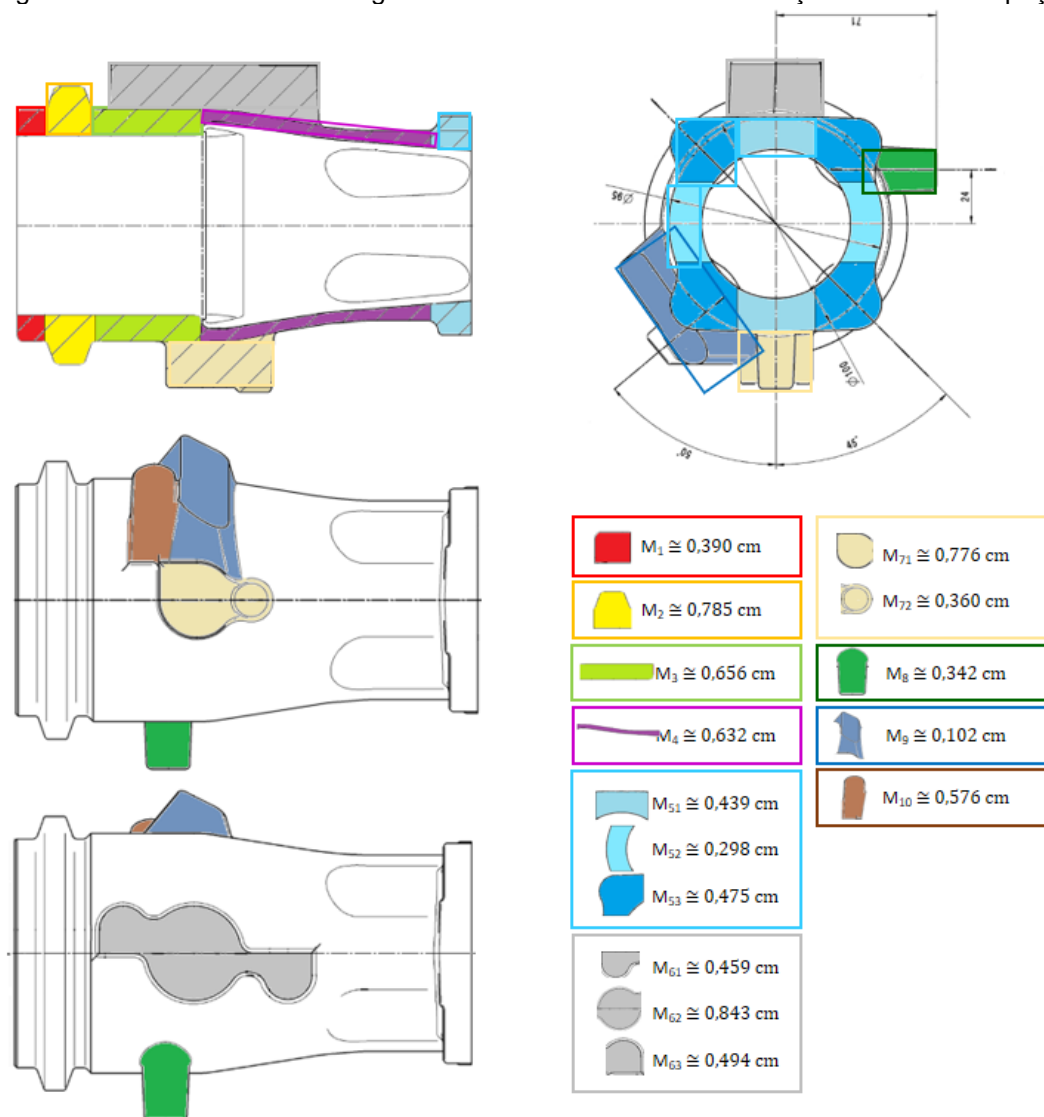 71
Ø95
24
Ø100
50°
45°
M₁ ≅ 0,390 cm
M₂ ≅ 0,785 cm
M₃ ≅ 0,656 cm
M₄ ≅ 0,632 cm
M₅₁ ≅ 0,439 cm
M₅₂ ≅ 0,298 cm
M₅₃ ≅ 0,475 cm
M₆₁ ≅ 0,459 cm
M₆₂ ≅ 0,843 cm
M₆₃ ≅ 0,494 cm
M₇₁ ≅ 0,776 cm
M₇₂ ≅ 0,360 cm
M₈ ≅ 0,342 cm
M₉ ≅ 0,102 cm
M₁₀ ≅ 0,576 cm